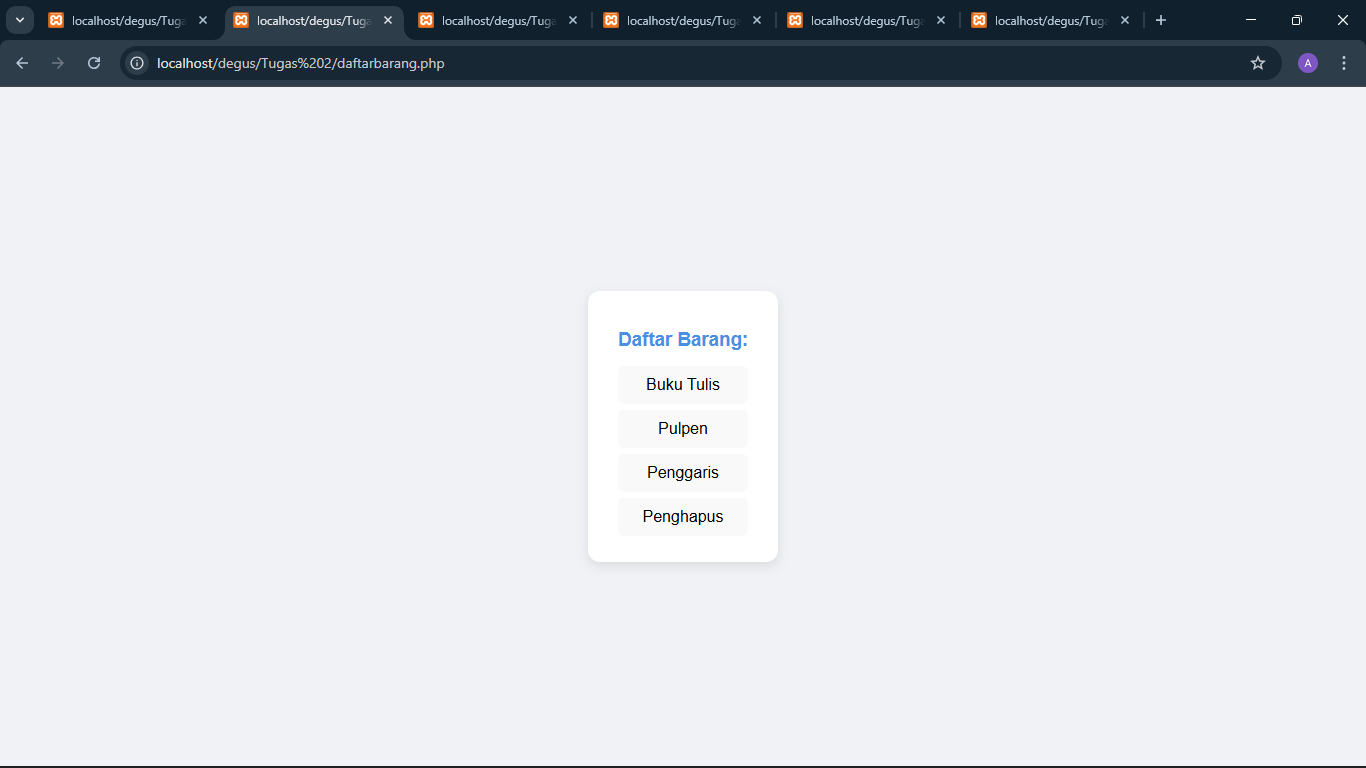 localhost/degus/Tuga
localhost/degus/Tuga
localhost/degus/Tuga
localhost/degus/Tuga
localhost/degus/Tuga
localhost/degus/Tuga
localhost/degus/Tugas%202/daftarbarang.php
A
Daftar Barang:
Buku Tulis
Pulpen
Penggaris
Penghapus